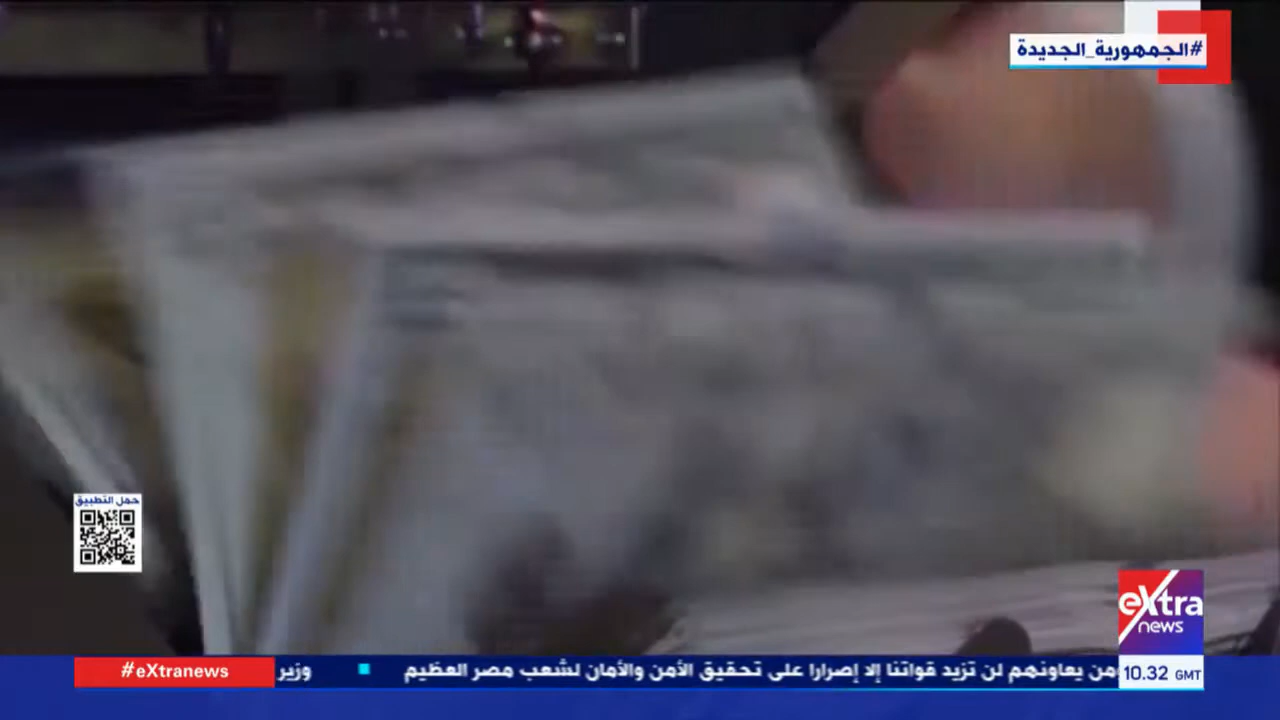 #الجمهورية_الجديدة
حمل التطبيق
eXtra
news
10.32 GMT
ومن يعاونهم لن تزيد قواتنا إلا إصرارا على تحقيق الأمن والأمان لشعب مصر العظيم
وزير
#eXtranews